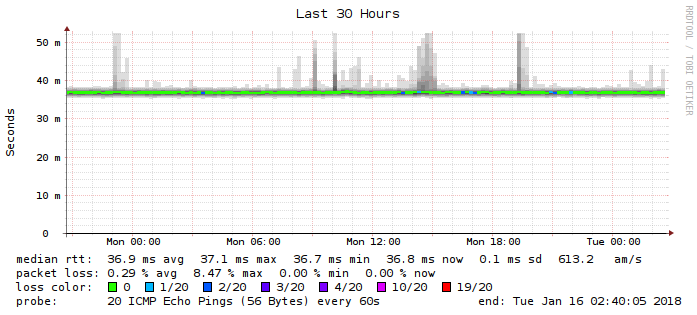 Last 30 Hours
RRDTOOL / TOBI OETIKER
50 m
40 m
30 m
20 m
10 m
0
Seconds
Mon 00:00 Mon 06:00 Mon 12:00 Mon 18:00 Tue 00:00
median rtt: 36.9 ms avg 37.1 ms max 36.7 ms min 36.8 ms now 0.1 ms sd 613.2 am/s
packet loss: 0.29 % avg 8.47 % max 0.00 % min 0.00 % now
loss color: 0 1/20 2/20 3/20 4/20 10/20 19/20
probe: 20 ICMP Echo Pings (56 Bytes) every 60s end: Tue Jan 16 02:40:05 2018